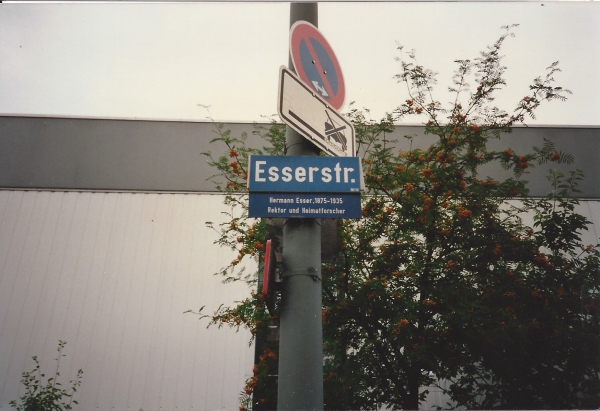 Esserstr.
Hermann Esser, 1875-1935
Rektor und Heimatforscher